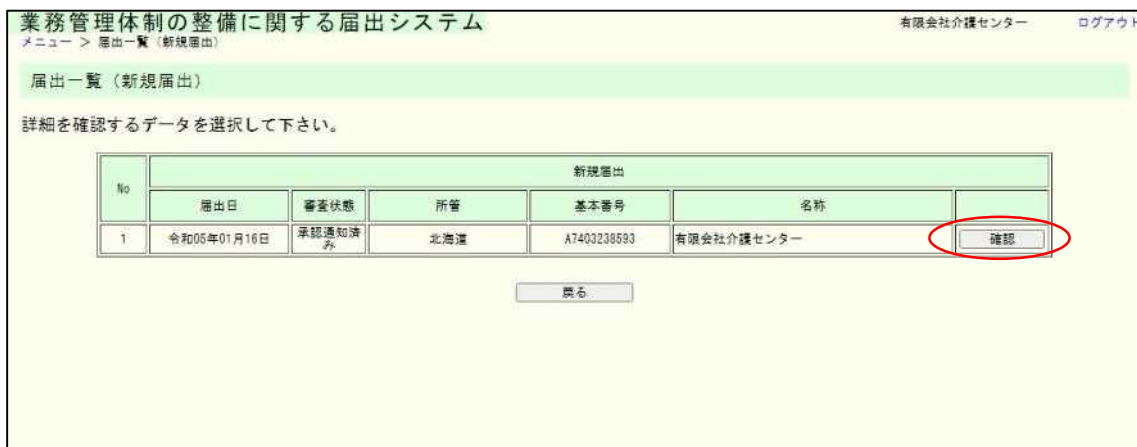 業務管理体制の整備に関する届出システム
有限会社介護センター
ログアウト
メニュー > 届出一覧(新規届出)
届出一覧(新規届出)
詳細を確認するデータを選択して下さい。
No
新規届出
届出日 審査状態 所管 基本番号 名称
1 令和05年01月16日 承認通知済み 北海道 A7403238593 有限会社介護センター 確認
戻る